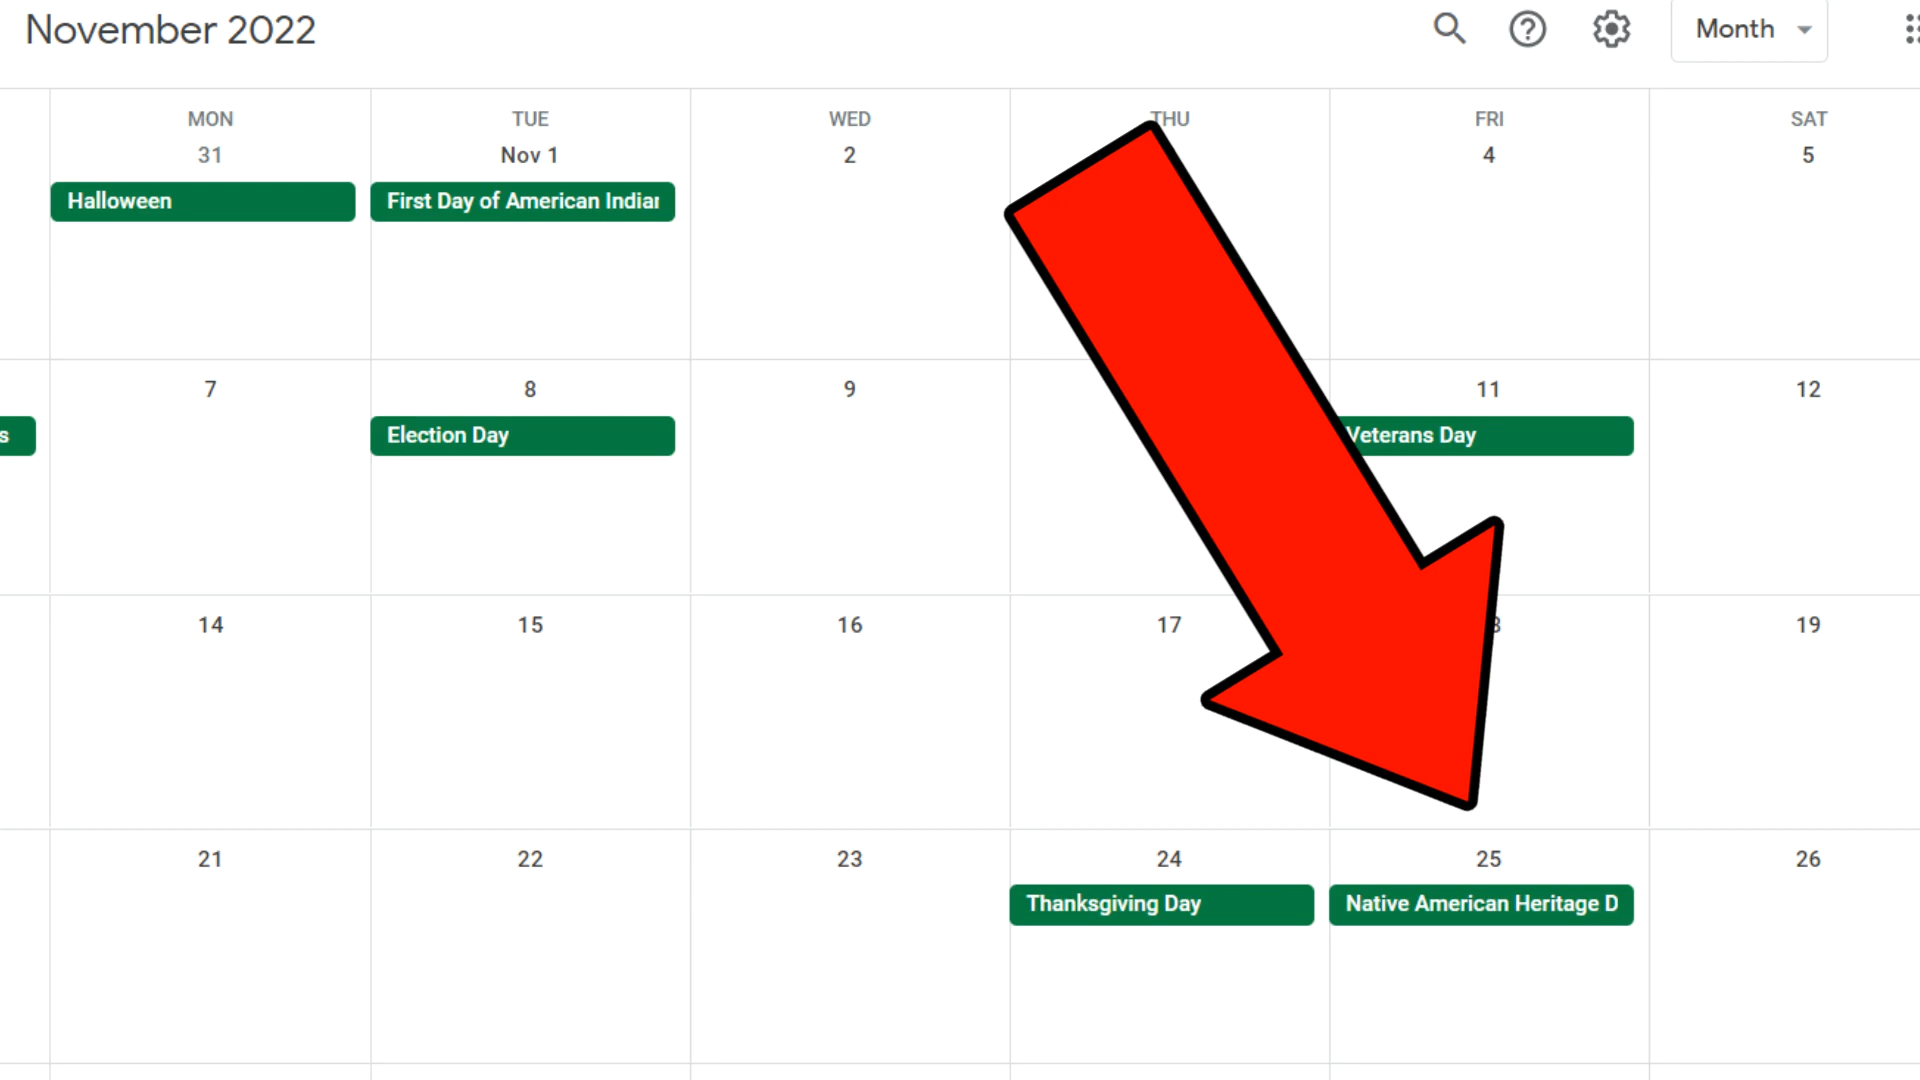 November 2022
Month
MON TUE WED THU FRI SAT
31 Nov 1 2 4 5
Halloween First Day of American Indian
7 8 9 11 12
s Election Day Veterans Day
14 15 16 17 19
21 22 23 24 25 26
Thanksgiving Day Native American Heritage D